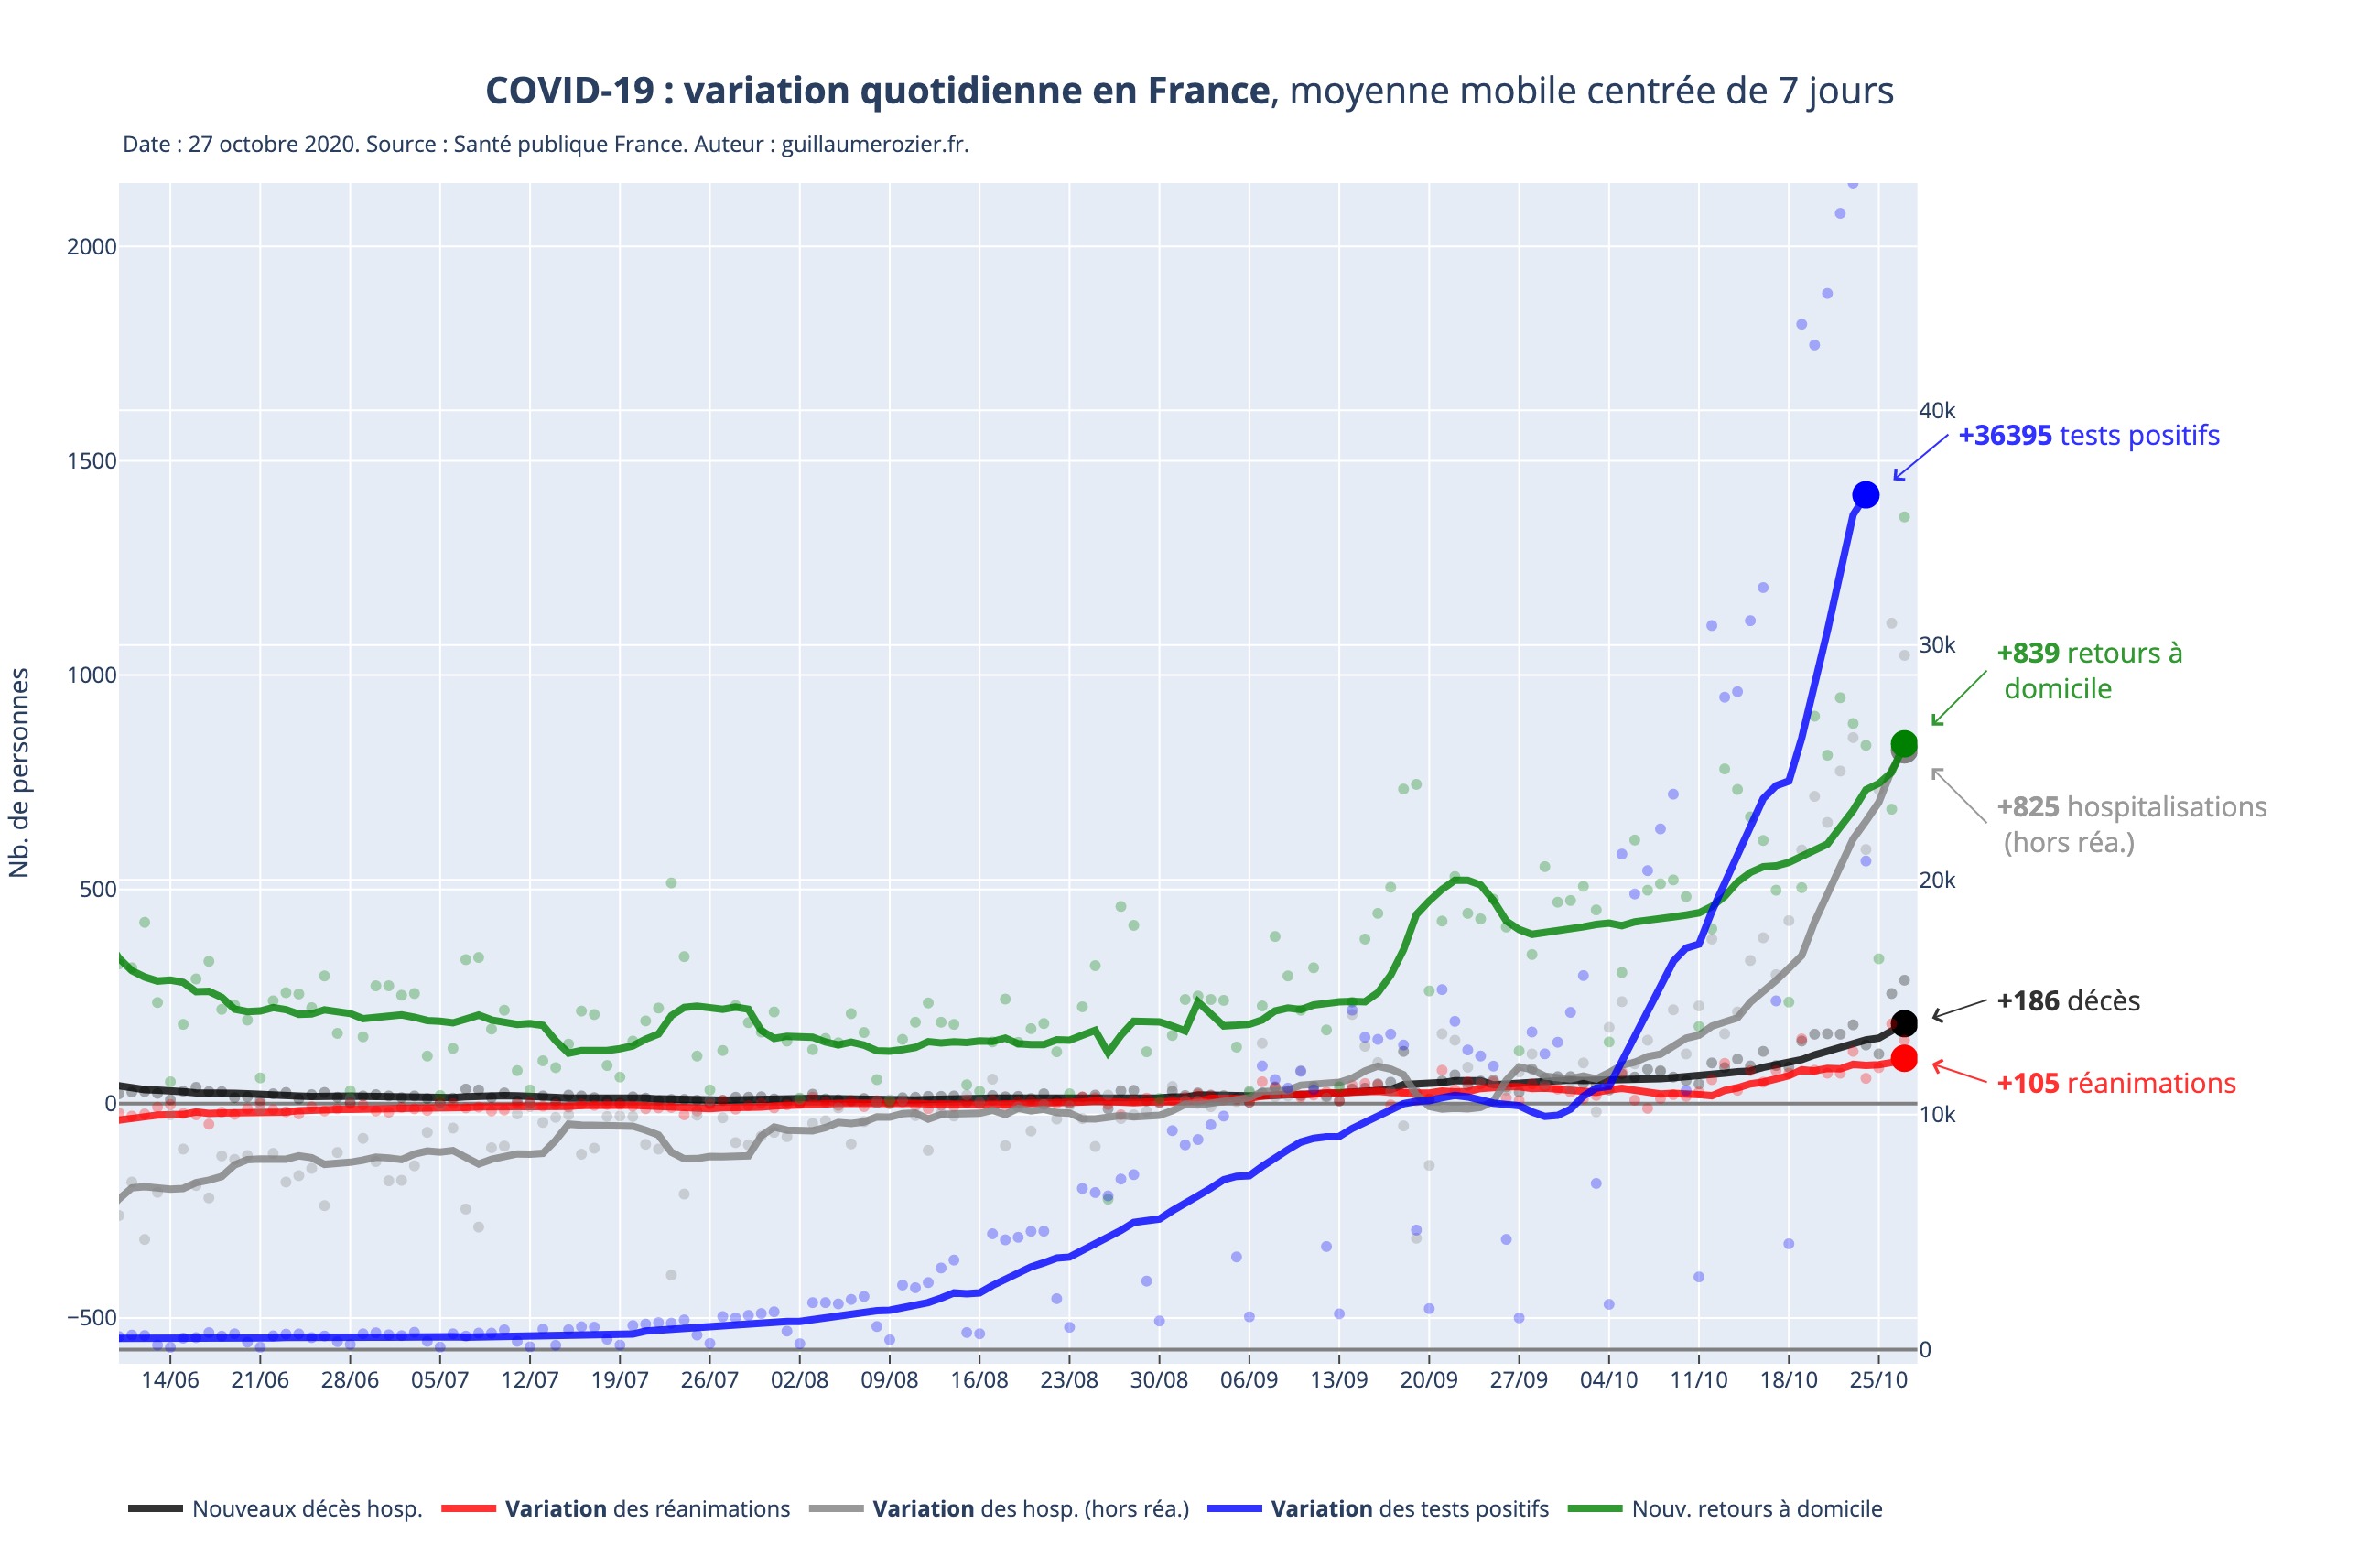 COVID-19 : variation quotidienne en France, moyenne mobile centrée de 7 jours
Date : 27 octobre 2020. Source : Santé publique France. Auteur : guillaumerozier.fr.
Nb. de personnes
2000
1500
1000
500
0
−500
40k
30k
20k
10k
0
+36395 tests positifs
+839 retours à
domicile
+825 hospitalisations
(hors réa.)
+186 décès
+105 réanimations
14/06 21/06 28/06 05/07 12/07 19/07 26/07 02/08 09/08 16/08 23/08 30/08 06/09 13/09 20/09 27/09 04/10 11/10 18/10 25/10
Nouveaux décès hosp. Variation des réanimations Variation des hosp. (hors réa.) Variation des tests positifs Nouv. retours à domicile